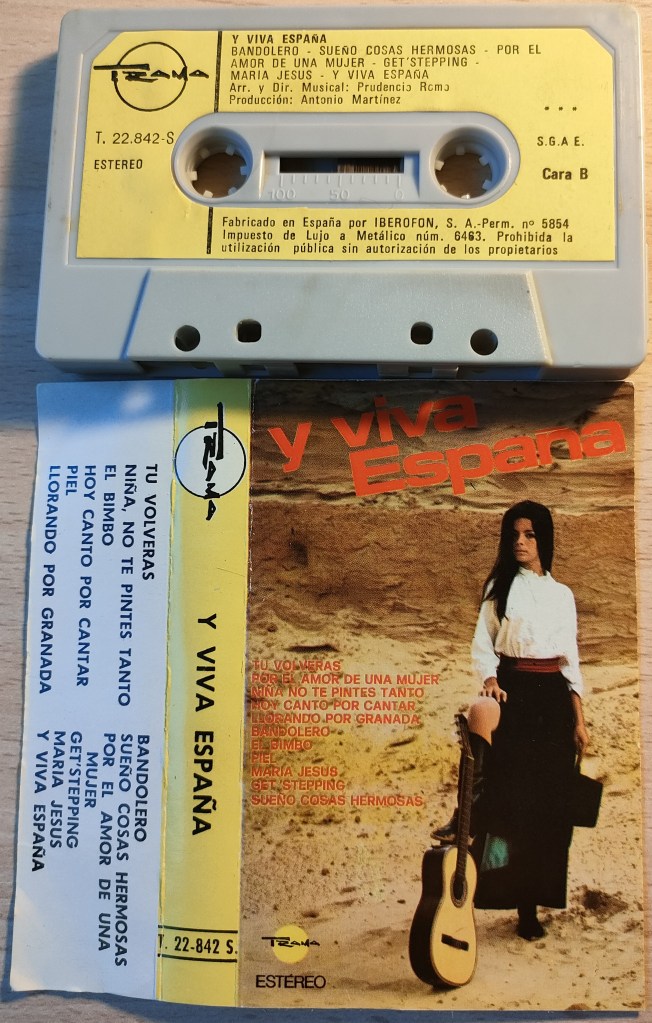 Y VIVA ESPAÑA
BANDOLERO - SUEÑO COSAS HERMOSAS - POR EL
AMOR DE UNA MUJER - GET'STEPPING -
MARIA JESUS - Y VIVA ESPAÑA
Arr. y Dir. Musical: Prudencio Romo
Producción: Antonio Martínez
TRAMA
T. 22.842-S
ESTEREO
S.G.A E.
Cara B
100 50 0
Fabricado en España por IBEROFON, S. A.-Perm. nº 5854
Impuesto de Lujo a Metálico núm. 6463. Prohibida la
utilización pública sin autorización de los propietarios
TU VOLVERAS
NIÑA, NO TE PINTES TANTO
EL BIMBO
HOY CANTO POR CANTAR
PIEL
LLORANDO POR GRANADA
BANDOLERO
SUEÑO COSAS HERMOSAS
POR EL AMOR DE UNA
MUJER
GET'STEPPING
MARIA JESUS
Y VIVA ESPAÑA
TRAMA
Y VIVA ESPAÑA
T. 22-842 S.
y viva
España
TU VOLVERAS
POR EL AMOR DE UNA MUJER
NIÑA NO TE PINTES TANTO
HOY CANTO POR CANTAR
LLORANDO POR GRANADA
BANDOLERO
EL BIMBO
PIEL
MARIA JESUS
GET'STEPPING
SUEÑO COSAS HERMOSAS
TRAMA
ESTÉREO